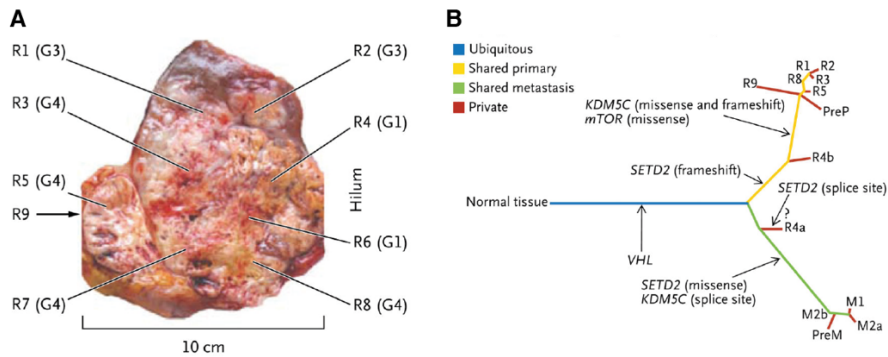 A
R1 (G3)
R3 (G4)
R5 (G4)
R9
R7 (G4)
R2 (G3)
R4 (G1)
Hilum
R6 (G1)
R8 (G4)
10 cm
B
Ubiquitous
Shared primary
Shared metastasis
Private
R1
R2
R8
R3
R9
R5
PreP
KDM5C (missense and frameshift)
mTOR (missense)
R4b
SETD2 (frameshift)
SETD2 (splice site)
Normal tissue
?
R4a
VHL
SETD2 (missense)
KDM5C (splice site)
M1
M2b
M2a
PreM